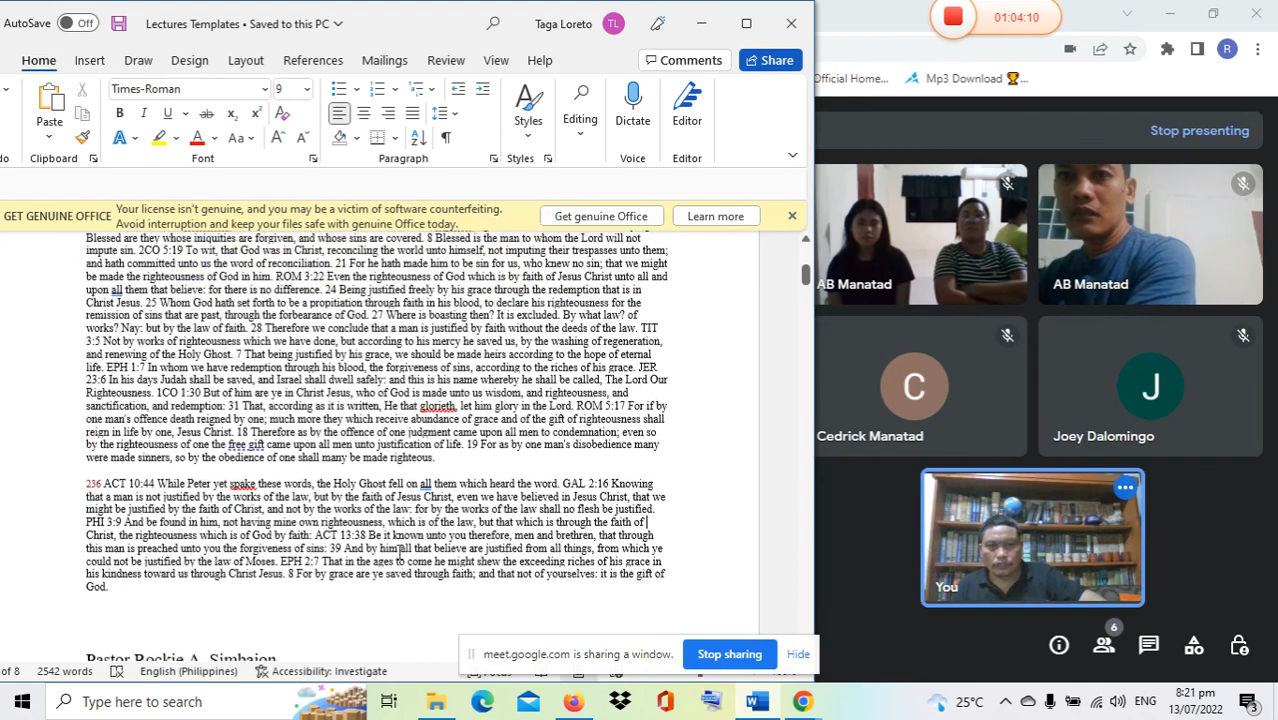 AutoSave Off Lectures Templates • Saved to this PC Taga Loreto TL
01:04:10
Home Insert Draw Design Layout References Mailings Review View Help Comments Share
Official Home... Mp3 Download 🏆...
Times-Roman 9
Paste Styles Editing Dictate Editor
Clipboard Font Paragraph Styles Voice Editor
Stop presenting
GET GENUINE OFFICE Your license isn't genuine, and you may be a victim of software counterfeiting. Avoid interruption and keep your files safe with genuine Office today. Get genuine Office Learn more
Blessed are they whose iniquities are forgiven, and whose sins are covered. 8 Blessed is the man to whom the Lord will not
impute sin. 2CO 5:19 To wit, that God was in Christ, reconciling the world unto himself, not imputing their trespasses unto them;
and hath committed unto us the word of reconciliation. 21 For he hath made him to be sin for us, who knew no sin; that we might
be made the righteousness of God in him. ROM 3:22 Even the righteousness of God which is by faith of Jesus Christ unto all and
upon all them that believe: for there is no difference. 24 Being justified freely by his grace through the redemption that is in
Christ Jesus. 25 Whom God hath set forth to be a propitiation through faith in his blood, to declare his righteousness for the
remission of sins that are past, through the forbearance of God. 27 Where is boasting then? It is excluded. By what law? of
works? Nay: but by the law of faith. 28 Therefore we conclude that a man is justified by faith without the deeds of the law. TIT
3:5 Not by works of righteousness which we have done, but according to his mercy he saved us, by the washing of regeneration,
and renewing of the Holy Ghost. 7 That being justified by his grace, we should be made heirs according to the hope of eternal
life. EPH 1:7 In whom we have redemption through his blood, the forgiveness of sins, according to the riches of his grace. JER
23:6 In his days Judah shall be saved, and Israel shall dwell safely: and this is his name whereby he shall be called, The Lord Our
Righteousness. 1CO 1:30 But of him are ye in Christ Jesus, who of God is made unto us wisdom, and righteousness, and
sanctification, and redemption: 31 That, according as it is written, He that glorieth, let him glory in the Lord. ROM 5:17 For if by
one man's offence death reigned by one; much more they which receive abundance of grace and of the gift of righteousness shall
reign in life by one, Jesus Christ. 18 Therefore as by the offence of one judgment came upon all men to condemnation; even so
by the righteousness of one the free gift came upon all men unto justification of life. 19 For as by one man's disobedience many
were made sinners, so by the obedience of one shall many be made righteous.
236 ACT 10:44 While Peter yet spake these words, the Holy Ghost fell on all them which heard the word. GAL 2:16 Knowing
that a man is not justified by the works of the law, but by the faith of Jesus Christ, even we have believed in Jesus Christ, that we
might be justified by the faith of Christ, and not by the works of the law: for by the works of the law shall no flesh be justified.
PHI 3:9 And be found in him, not having mine own righteousness, which is of the law, but that which is through the faith of
Christ, the righteousness which is of God by faith: ACT 13:38 Be it known unto you therefore, men and brethren, that through
this man is preached unto you the forgiveness of sins: 39 And by him all that believe are justified from all things, from which ye
could not be justified by the law of Moses. EPH 2:7 That in the ages to come he might shew the exceeding riches of his grace in
his kindness toward us through Christ Jesus. 8 For by grace are ye saved through faith; and that not of yourselves: it is the gift of
God.
Pastor Rockie A. Simbajon
AB Manatad AB Manatad
C J
Cedrick Manatad Joey Dalomingo
You
6
meet.google.com is sharing a window. Stop sharing Hide
of 8 2542 words English (Philippines) Accessibility: Investigate
Type here to search 25°C ENG 8:21 pm 13/07/2022 3